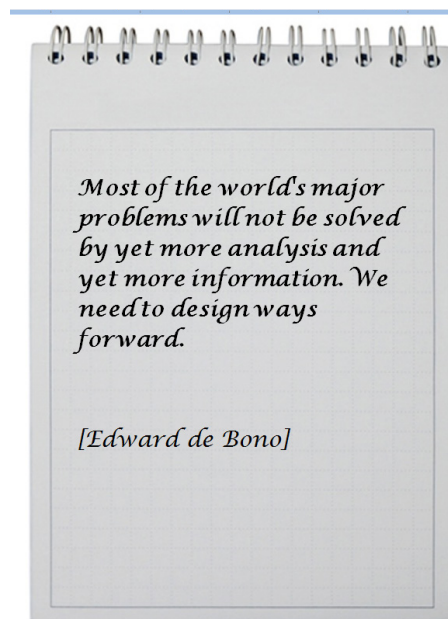 Most of the world's major
problems will not be solved
by yet more analysis and
yet more information. We
need to design ways
forward.
[Edward de Bono]